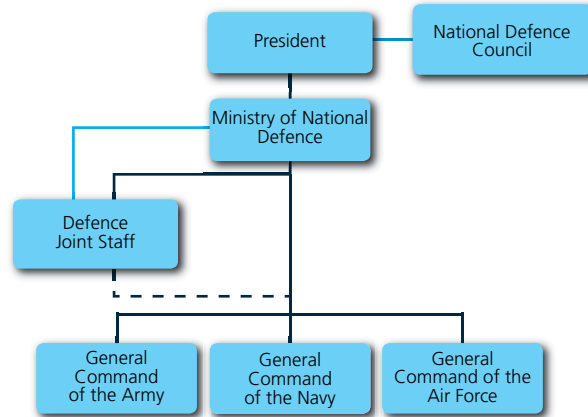 President
National Defence
Council
Ministry of National
Defence
Defence
Joint Staff
General
Command
of the Army
General
Command
of the Navy
General
Command of the
Air Force